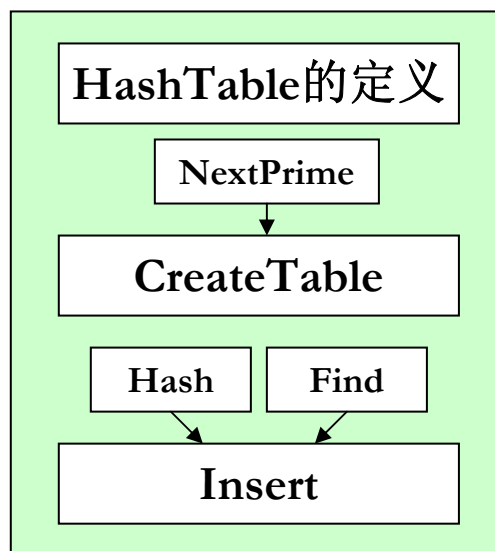 HashTable的定义
NextPrime
CreateTable
Hash
Find
Insert